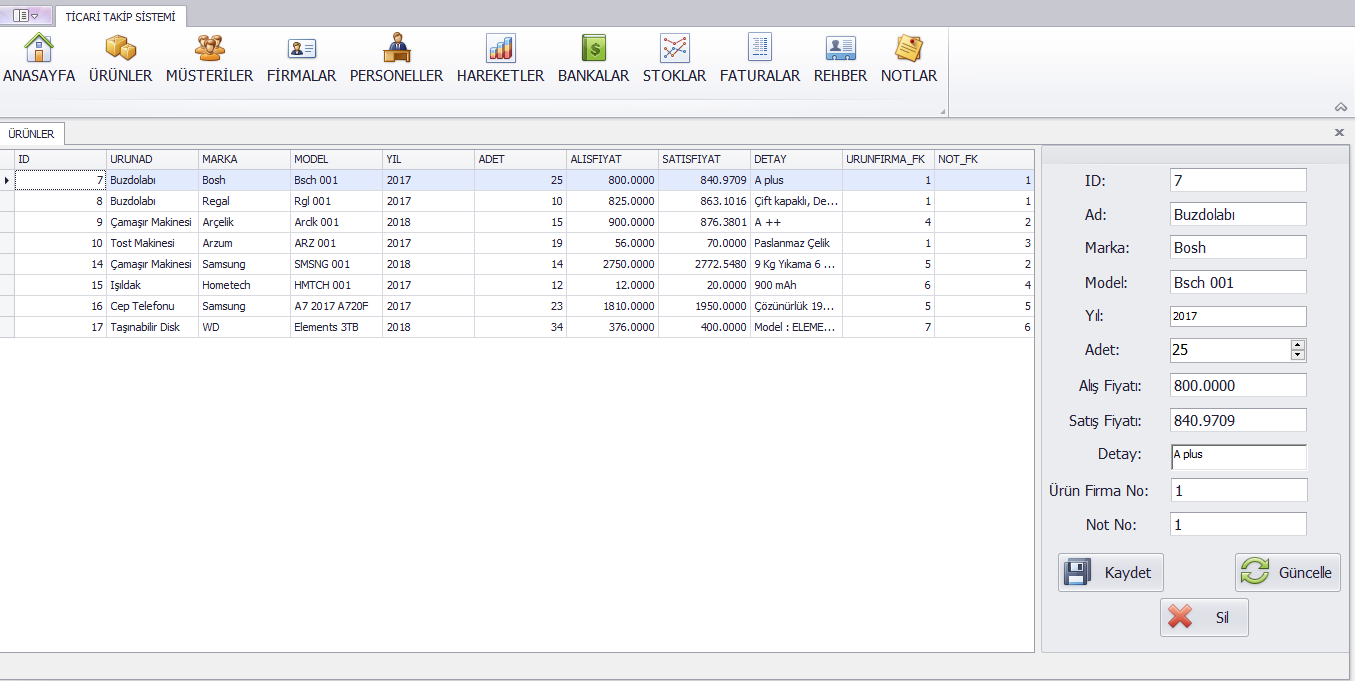 TİCARİ TAKİP SİSTEMİ
ANASAYFA ÜRÜNLER MÜSTERİLER FİRMALAR PERSONELLER HAREKETLER BANKALAR STOKLAR FATURALAR REHBER NOTLAR
ÜRÜNLER
ID URUNAD MARKA MODEL YIL ADET ALISFIYAT SATISFIYAT DETAY URUNFIRMA_FK NOT_FK
7 Buzdolabı Bosh Bsch 001 2017 25 800.0000 840.9709 A plus 1 1
8 Buzdolabı Regal Rgl 001 2017 10 825.0000 863.1016 Çift kapaklı, De... 1 1
9 Çamaşır Makinesi Arçelik Arclk 001 2018 15 900.0000 876.3801 A ++ 4 2
10 Tost Makinesi Arzum ARZ 001 2017 19 56.0000 70.0000 Paslanmaz Çelik 1 3
14 Çamaşır Makinesi Samsung SMSNG 001 2018 14 2750.0000 2772.5480 9 Kg Yıkama 6 ... 5 2
15 Işıldak Hometech HMTCH 001 2017 12 12.0000 20.0000 900 mAh 6 4
16 Cep Telefonu Samsung A7 2017 A720F 2017 23 1810.0000 1950.0000 Çözünürlük 19... 5 5
17 Taşınabilir Disk WD Elements 3TB 2018 34 376.0000 400.0000 Model : ELEME... 7 6
ID: 7
Ad: Buzdolabı
Marka: Bosh
Model: Bsch 001
Yıl: 2017
Adet: 25
Alış Fiyatı: 800.0000
Satış Fiyatı: 840.9709
Detay: A plus
Ürün Firma No: 1
Not No: 1
Kaydet Güncelle
Sil